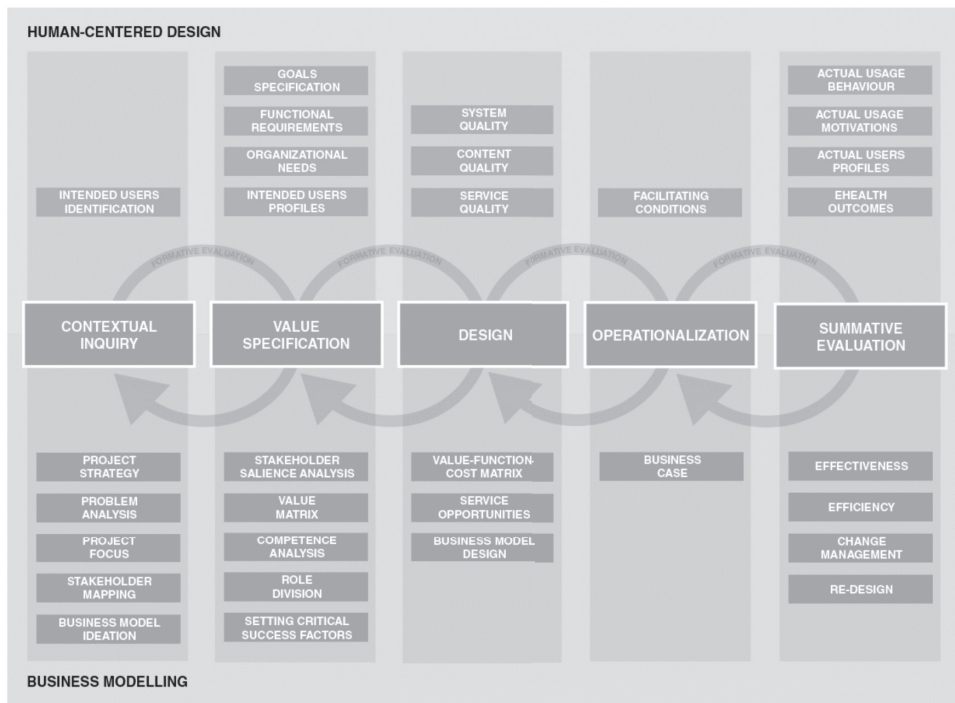 HUMAN-CENTERED DESIGN
INTENDED USERS
IDENTIFICATION
GOALS
SPECIFICATION
FUNCTIONAL
REQUIREMENTS
ORGANIZATIONAL
NEEDS
INTENDED USERS
PROFILES
SYSTEM
QUALITY
CONTENT
QUALITY
SERVICE
QUALITY
FACILITATING
CONDITIONS
ACTUAL USAGE
BEHAVIOUR
ACTUAL USAGE
MOTIVATIONS
ACTUAL USERS
PROFILES
EHEALTH
OUTCOMES
FORMATIVE EVALUATION
FORMATIVE EVALUATION
FIRMATIVE EVALUATION
FORMATIVE EVALUATION
CONTEXTUAL
INQUIRY
VALUE
SPECIFICATION
DESIGN
OPERATIONALIZATION
SUMMATIVE
EVALUATION
PROJECT
STRATEGY
PROBLEM
ANALYSIS
PROJECT
FOCUS
STAKEHOLDER
MAPPING
BUSINESS MODEL
IDEATION
STAKEHOLDER
SALIENCE ANALYSIS
VALUE
MATRIX
COMPETENCE
ANALYSIS
ROLE
DIVISION
SETTING CRITICAL
SUCCESS FACTORS
VALUE-FUNCTION-
COST MATRIX
SERVICE
OPPORTUNITIES
BUSINESS MODEL
DESIGN
BUSINESS
CASE
EFFECTIVENESS
EFFICIENCY
CHANGE
MANAGEMENT
RE-DESIGN
BUSINESS MODELLING